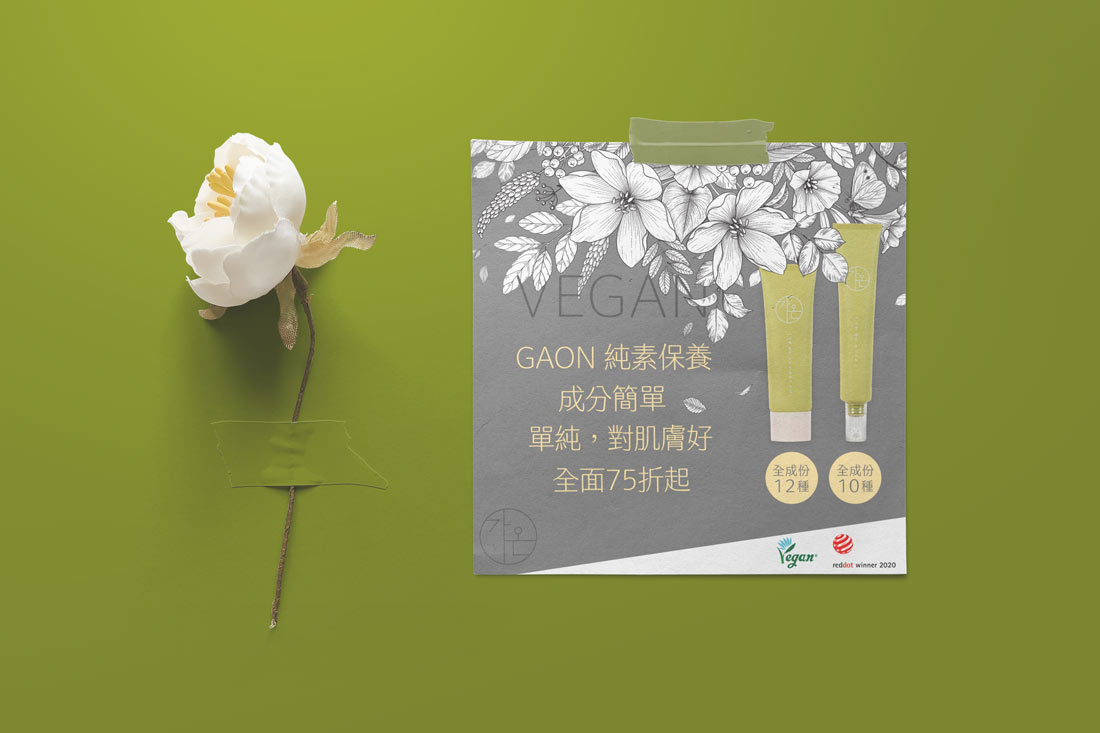 VEGAN
GAON 純素保養
成分簡單
單純，對肌膚好
全面75折起
全成份
12種
全成份
10種
가온
Vegan®
reddot winner 2020